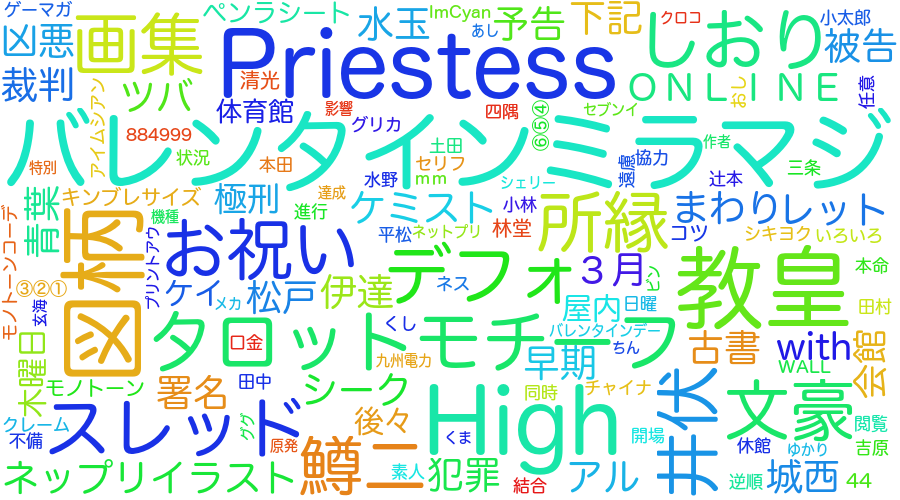 ゲーマガ
ペンラシート
ImCyan
予告
下記
クロコ
小太郎
凶悪
画集
Priestess
水玉
あし
しおり
被告
裁判
ツバ
清光
ONLINE
おし
任意
アイムシアン
884999
体育館
影響
グリカ
四隅
⑥⑤④
セブンイ
バレンタインミラマジ
特別
状況
本田
水野
土田
セリフ
mm
シェリー
遠慮
協力
辻本
作者
三条
青葉
キンブレサイズ
極刑
達成
進行
ケミスト
小林
林堂
所縁
まわりレット
モノトーンコーデ
図柄
機種
お祝い
平松
ネットプリ
コツ
シキヨク
いろいろ
③②①
玄海
プリントアウ
ケイ
メカ
松戸
伊達
デフォ
ネス
3月
ピン
教皇
本命
田村
木曜日
タロットモチーフ
口金
くし
屋内
日曜
バレンタインデー
ちん
古書
with
会館
モノトーン
署名
田中
シーク
九州電力
早期
同時
チャイナ
WALL
クレーム
不備
スレッド
ググ
原発
後々
くま
High
開場
井伏
文豪
休館
ゆかり
閲覧
吉原
ネップリイラスト
鱒二
素人
犯罪
結合
アル
逆順
城西
44